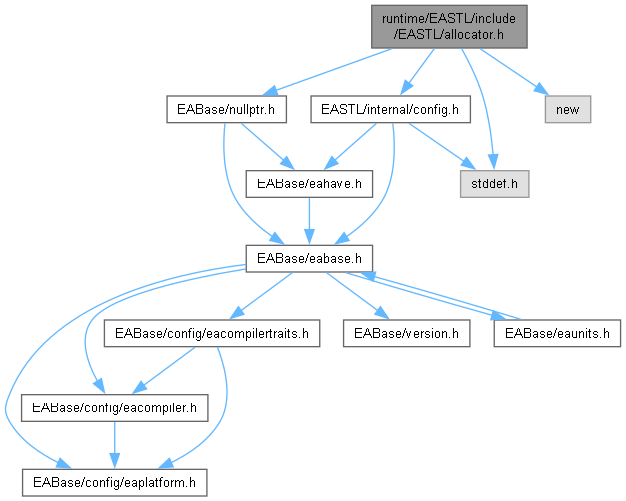 runtime/EASTL/include
/EASTL/allocator.h
EABase/nullptr.h
EASTL/internal/config.h
new
EABase/eahave.h
stddef.h
EABase/eabase.h
EABase/config/eacompilertraits.h
EABase/version.h
EABase/eaunits.h
EABase/config/eacompiler.h
EABase/config/eaplatform.h